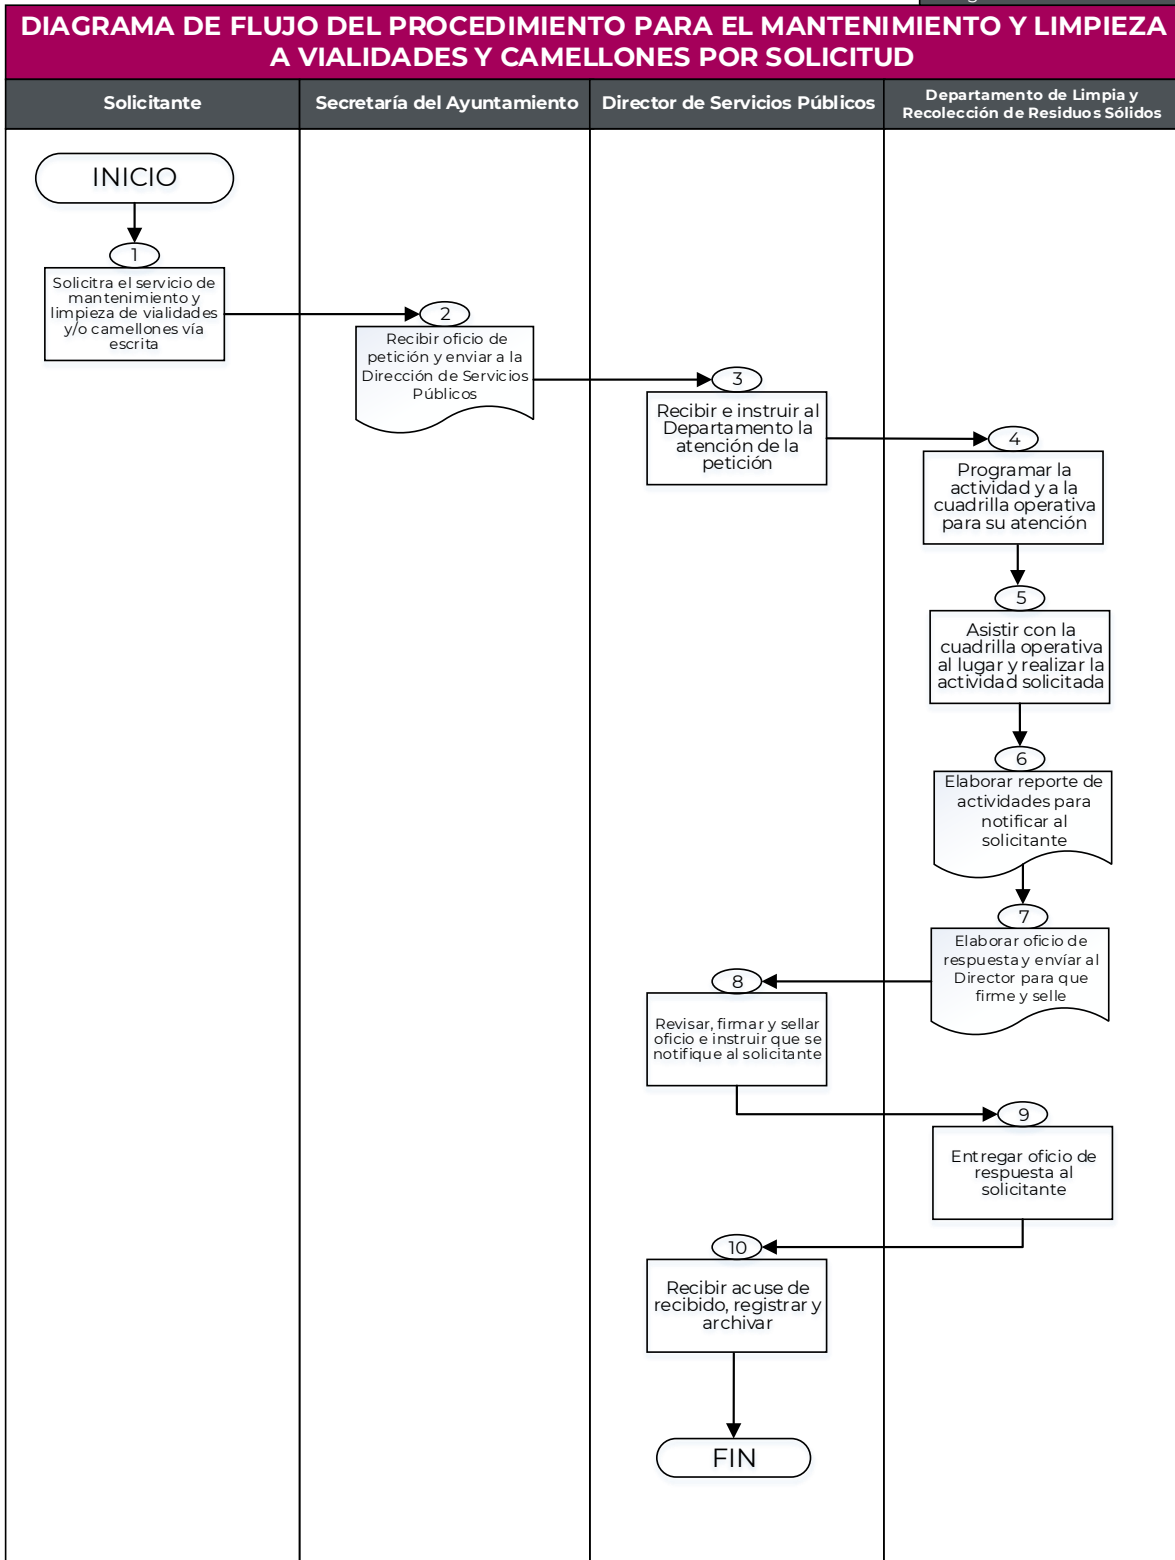 DIAGRAMA DE FLUJO DEL PROCEDIMIENTO PARA EL MANTENIMIENTO Y LIMPIEZA
A VIALIDADES Y CAMELLONES POR SOLICITUD
Solicitante
Secretaría del Ayuntamiento
Director de Servicios Públicos
Departamento de Limpia y
Recolección de Residuos Sólidos
INICIO
1
Solicitra el servicio de
mantenimiento y
limpieza de vialidades
y/o camellones vía
escrita
2
Recibir oficio de
petición y enviar a la
Dirección de Servicios
Públicos
3
Recibir e instruir al
Departamento la
atención de la
petición
4
Programar la
actividad y a la
cuadrilla operativa
para su atención
5
Asistir con la
cuadrilla operativa
al lugar y realizar la
actividad solicitada
6
Elaborar reporte de
actividades para
notificar al
solicitante
7
Elaborar oficio de
respuesta y envíar al
Director para que
firme y selle
8
Revisar, firmar y sellar
oficio e instruir que se
notifique al solicitante
9
Entregar oficio de
respuesta al
solicitante
10
Recibir acuse de
recibido, registrar y
archivar
FIN